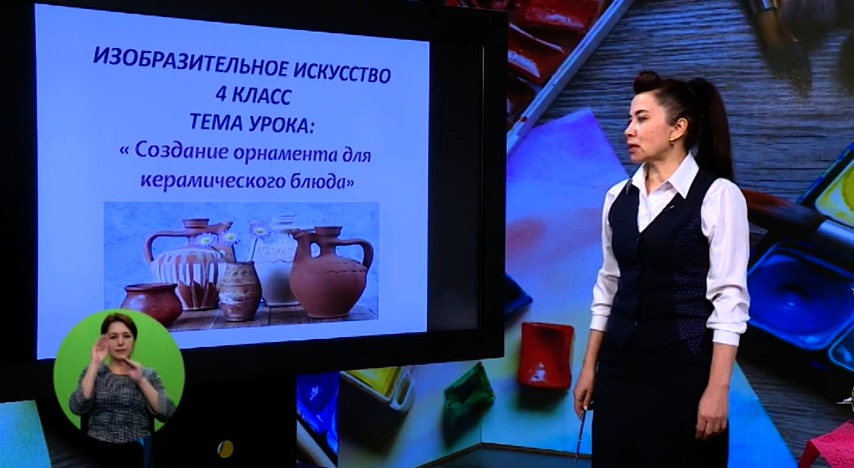 ИЗОБРАЗИТЕЛЬНОЕ ИСКУССТВО
4 КЛАСС
ТЕМА УРОКА:
« Создание орнамента для
керамического блюда»